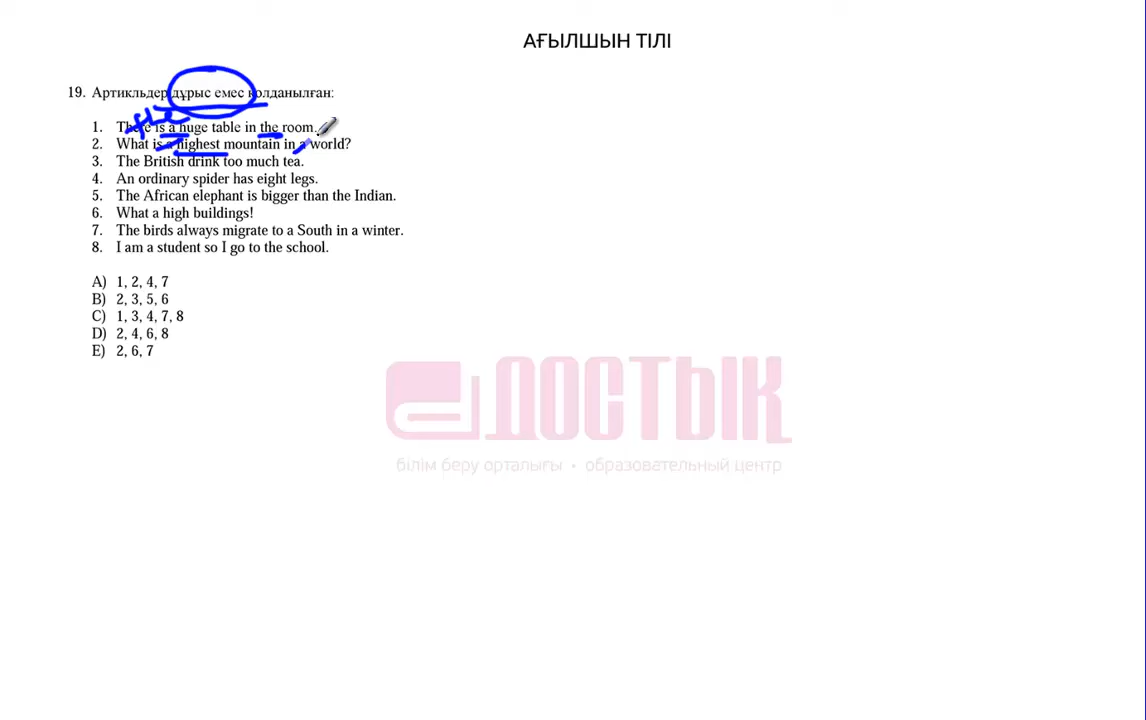 АҒЫЛШЫН ТІЛІ
19. Артикльдер дұрыс емес қолданылған:
the
1. There is a huge table in the room.
2. What is a highest mountain in a world?
3. The British drink too much tea.
4. An ordinary spider has eight legs.
5. The African elephant is bigger than the Indian.
6. What a high buildings!
7. The birds always migrate to a South in a winter.
8. I am a student so I go to the school.
A) 1, 2, 4, 7
B) 2, 3, 5, 6
C) 1, 3, 4, 7, 8
D) 2, 4, 6, 8
E) 2, 6, 7
ДОСТЫҚ
білім беру орталығы • образовательный центр